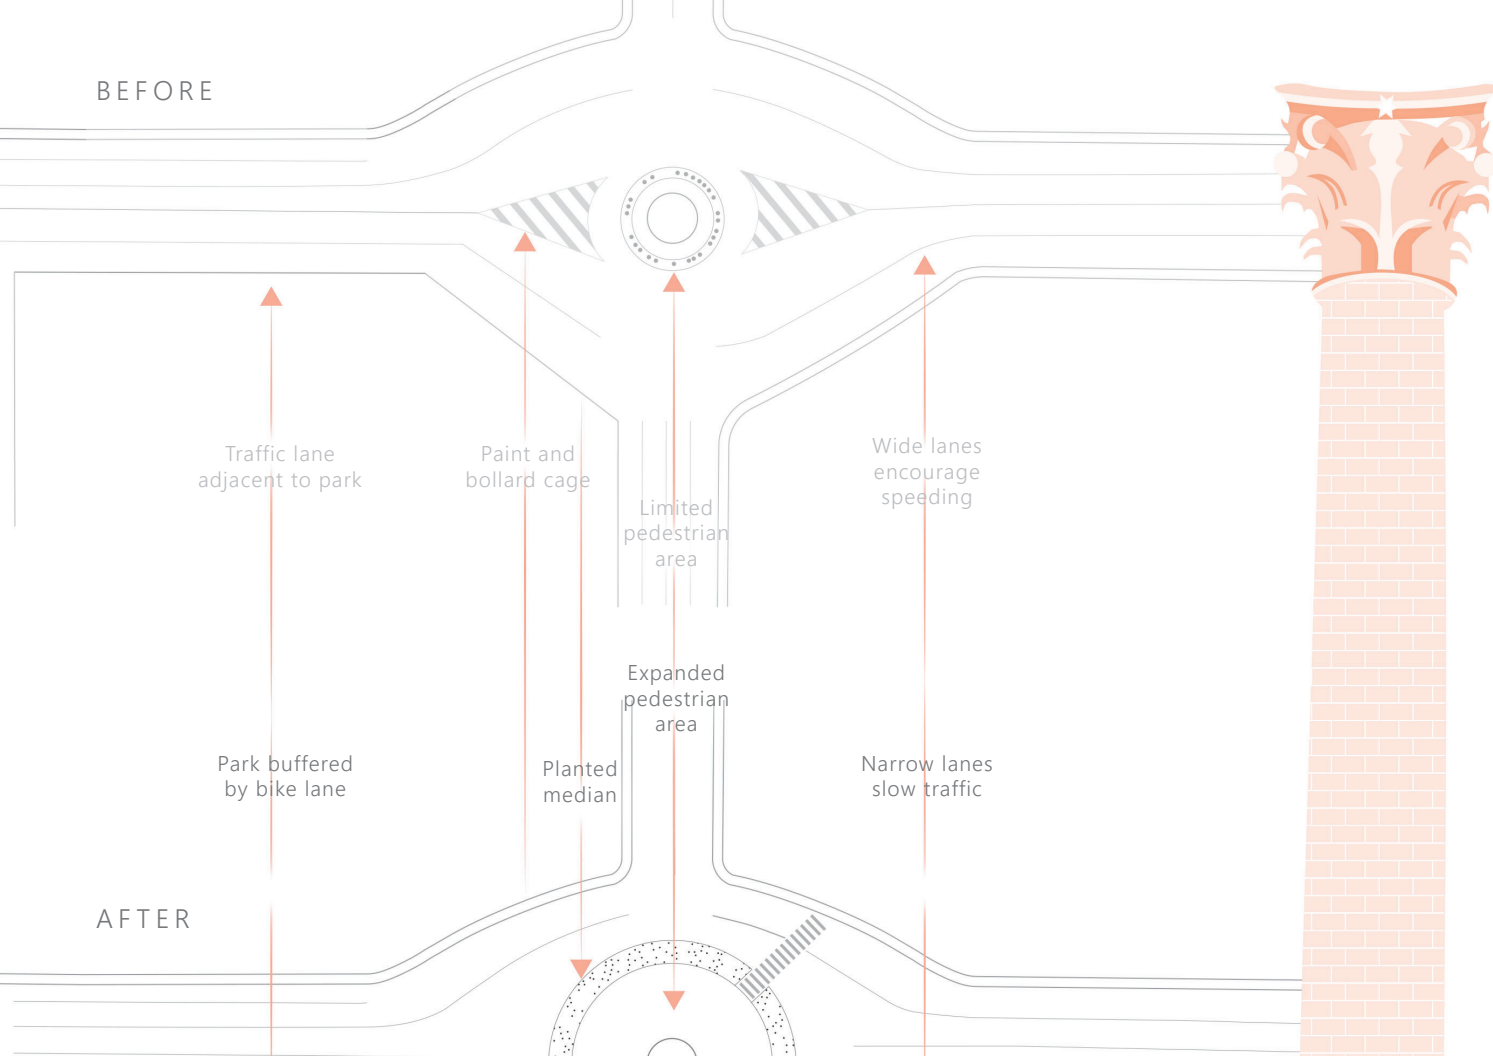 BEFORE
Traffic lane
adjacent to park
Paint and
bollard cage
Limited
pedestrian
area
Wide lanes
encourage
speeding
Expanded
pedestrian
area
Park buffered
by bike lane
Planted
median
Narrow lanes
slow traffic
AFTER